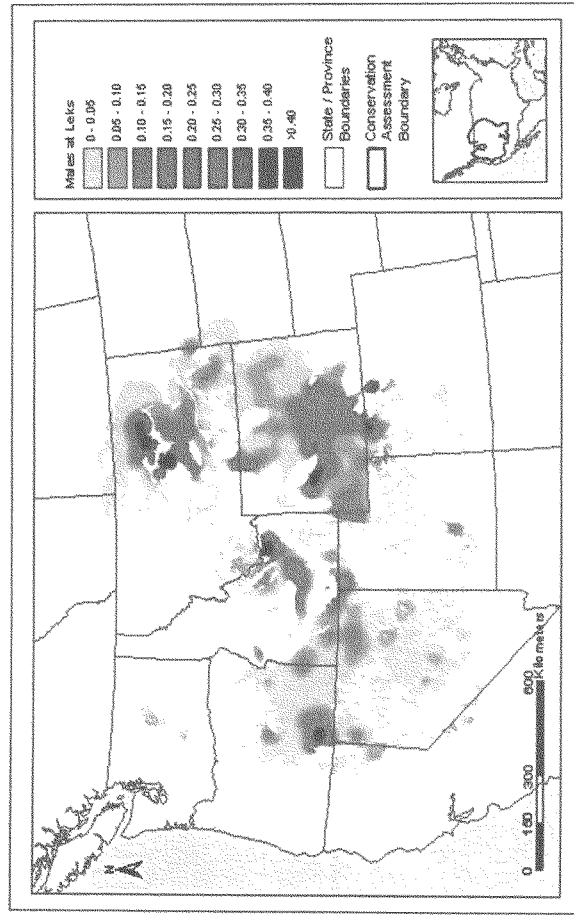 Males at Leks
0 - 0.05
0.05 - 0.10
0.10 - 0.15
0.15 - 0.20
0.20 - 0.25
0.25 - 0.30
0.30 - 0.35
0.35 - 0.40
>0.40
State / Province
Boundaries
Conservation
Assessment
Boundary
N
0 150 300 600
Kilometers